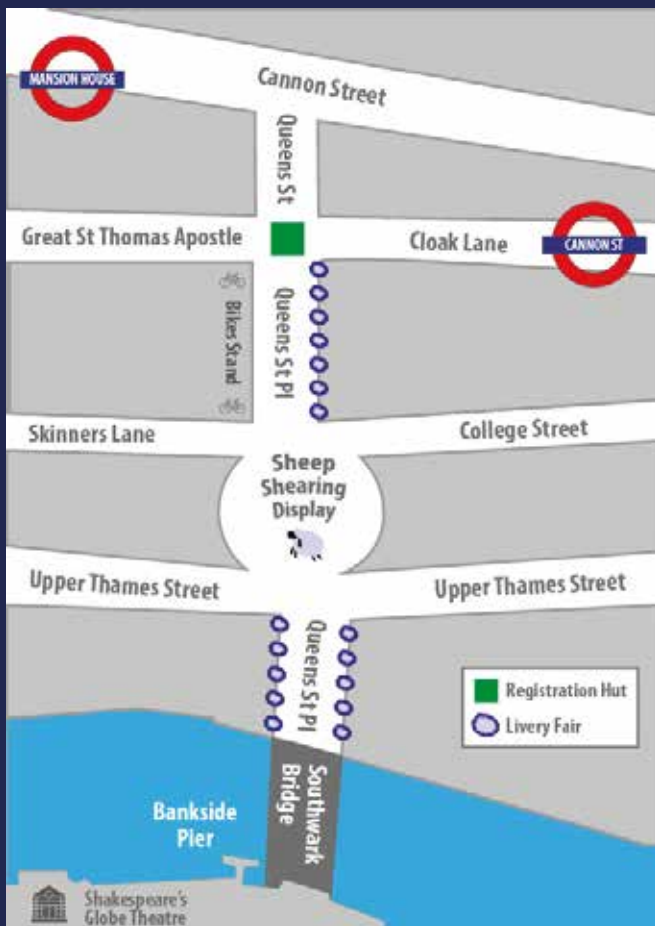 MANSION HOUSE
Cannon Street
Queens St
Great St Thomas Apostle
Cloak Lane
CANNON ST
Bikes Stand
Queens St Pl
Skinners Lane
College Street
Sheep
Shearing
Display
Upper Thames Street
Upper Thames Street
Queens St Pl
Registration Hut
Livery Fair
Southwark
Bridge
Bankside
Pier
Shakespeare's
Globe Theatre